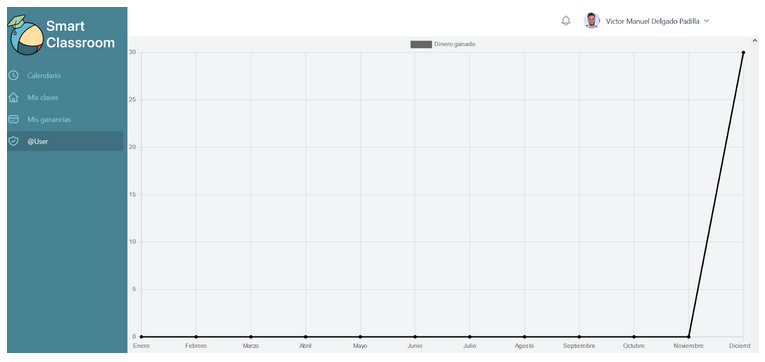 Smart
Classroom
Victor Manuel Delgado Padilla
Calendario
Mis clases
Mis ganancias
@User
Dinero ganado
30
25
20
15
10
5
0
Enero Febrero Marzo Abril Mayo Junio Julio Agosto Septiembre Octubre Noviembre Diciemb